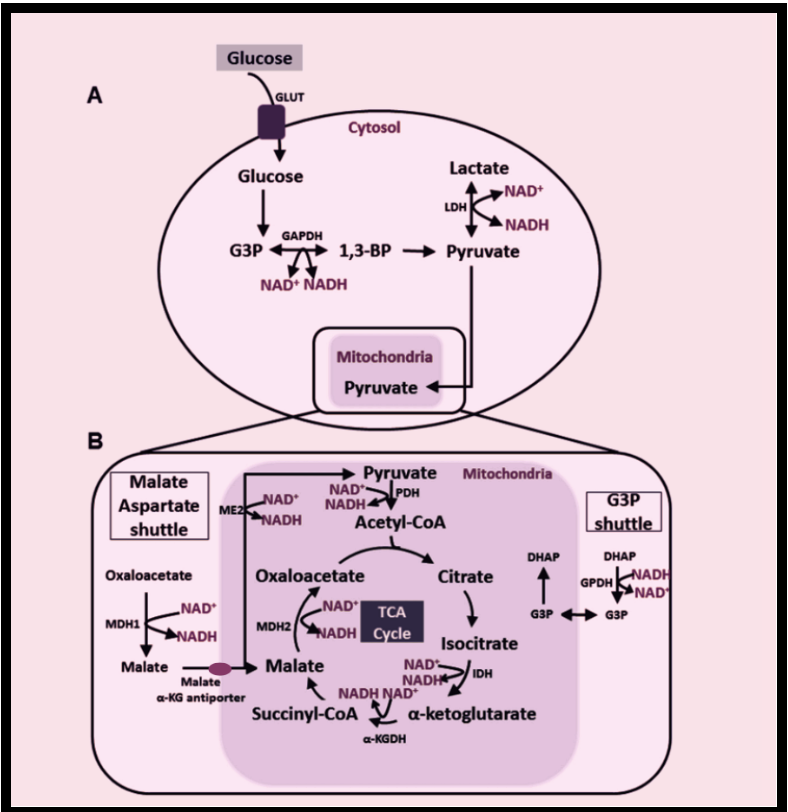 Glucose
A
GLUT
Cytosol
Glucose
Lactate
NAD⁺
LDH
NADH
GAPDH
G3P
1,3-BP
Pyruvate
NAD⁺ NADH
Mitochondria
Pyruvate
B
Malate
Aspartate
shuttle
Pyruvate
Mitochondria
NAD⁺
NADH
PDH
ME2
NAD⁺
NADH
Acetyl-CoA
G3P
shuttle
Oxaloacetate
MDH1
NAD⁺
NADH
Malate
Malate
α-KG antiporter
Oxaloacetate
Citrate
MDH2
NAD⁺
NADH
TCA
Cycle
Isocitrate
NAD⁺
NADH
IDH
Malate
NADH NAD⁺
Succinyl-CoA
α-ketoglutarate
α-KGDH
DHAP
G3P
DHAP
GPDH
NADH
NAD⁺
G3P